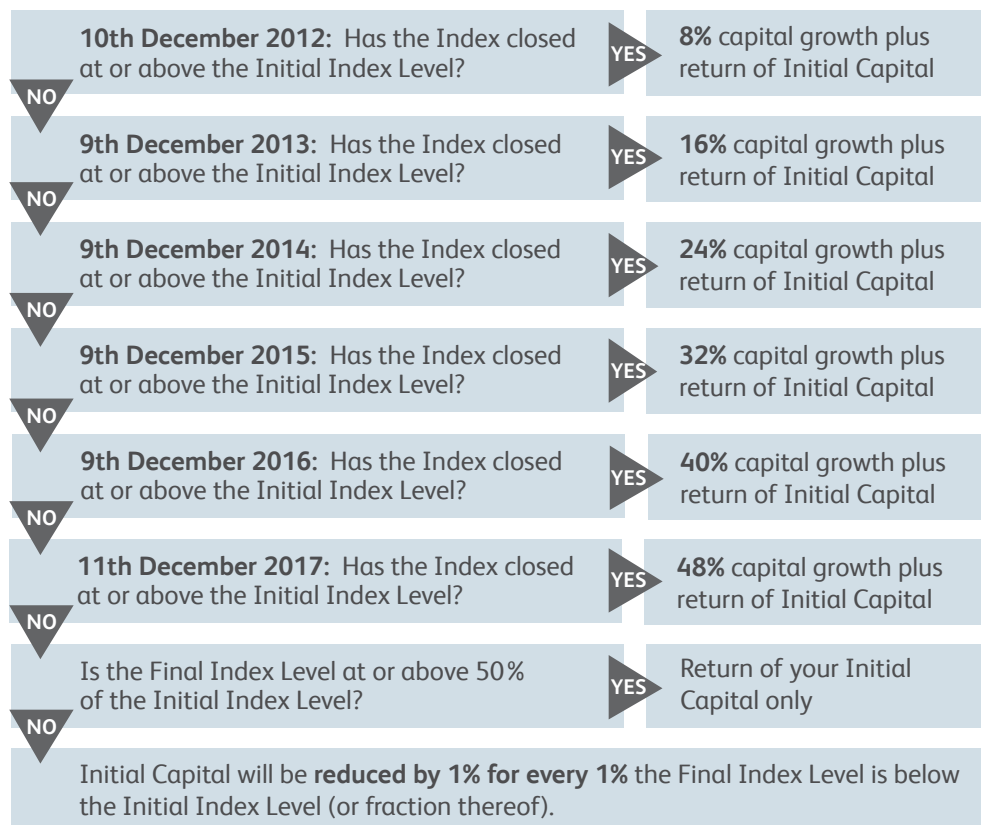 10th December 2012: Has the Index closed
at or above the Initial Index Level?
YES
8% capital growth plus
return of Initial Capital
NO
9th December 2013: Has the Index closed
at or above the Initial Index Level?
YES
16% capital growth plus
return of Initial Capital
NO
9th December 2014: Has the Index closed
at or above the Initial Index Level?
YES
24% capital growth plus
return of Initial Capital
NO
9th December 2015: Has the Index closed
at or above the Initial Index Level?
YES
32% capital growth plus
return of Initial Capital
NO
9th December 2016: Has the Index closed
at or above the Initial Index Level?
YES
40% capital growth plus
return of Initial Capital
NO
11th December 2017: Has the Index closed
at or above the Initial Index Level?
YES
48% capital growth plus
return of Initial Capital
NO
Is the Final Index Level at or above 50%
of the Initial Index Level?
YES
Return of your Initial
Capital only
NO
Initial Capital will be reduced by 1% for every 1% the Final Index Level is below
the Initial Index Level (or fraction thereof).